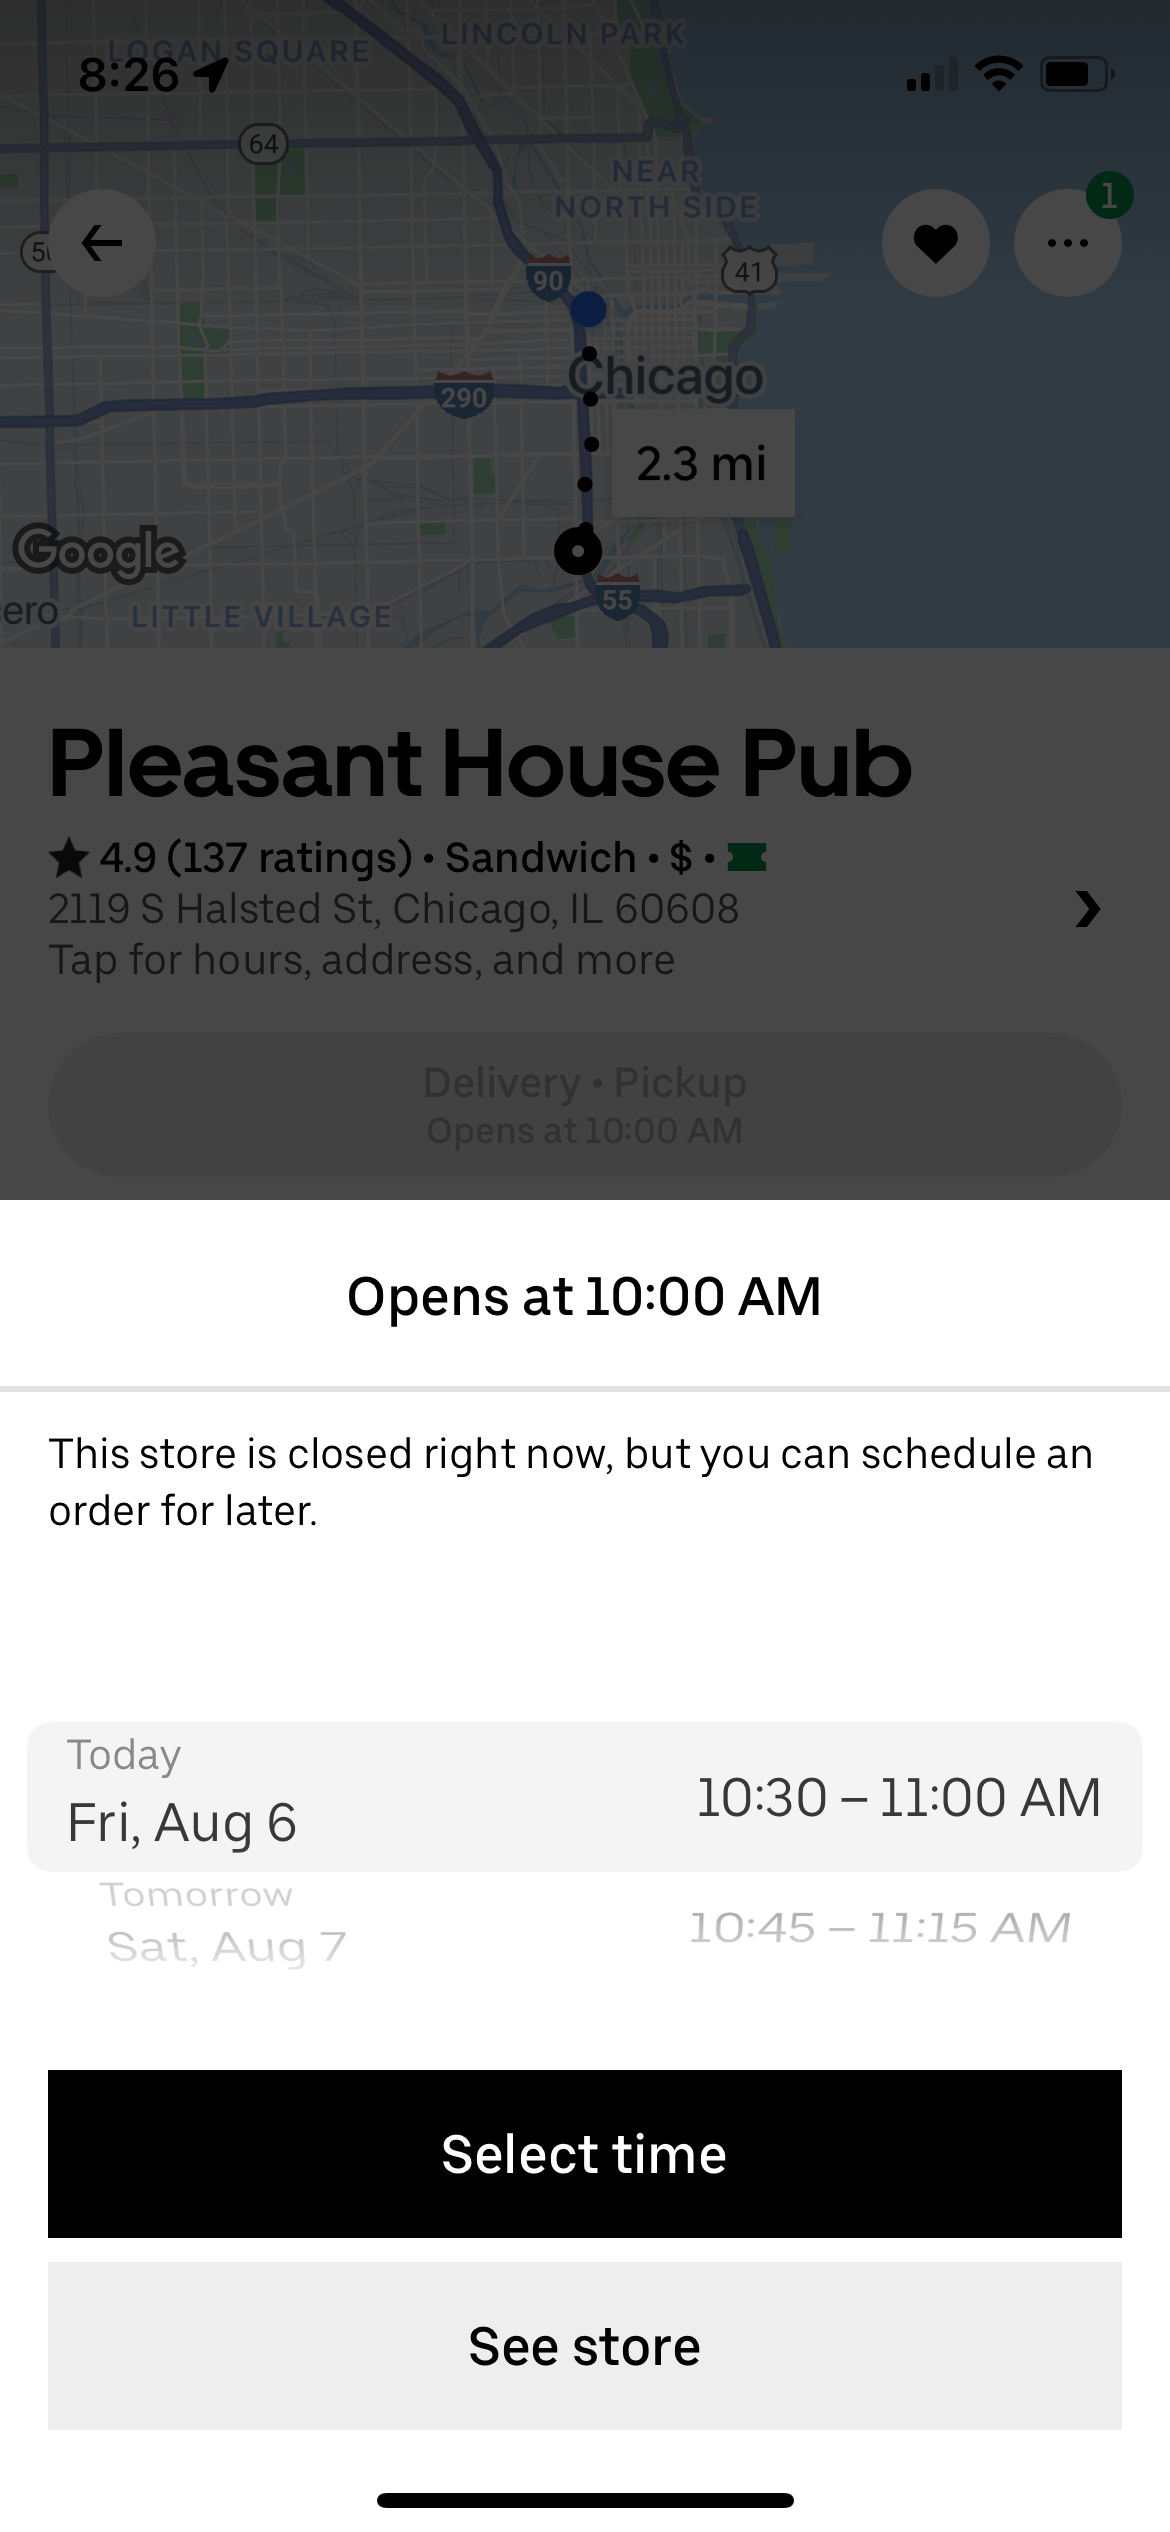 LOGAN SQUARE
LINCOLN PARK
8:26
64
NEAR
NORTH SIDE
1
50
90
41
Chicago
290
2.3 mi
Google
cero
LITTLE VILLAGE
55
Pleasant House Pub
4.9 (137 ratings) • Sandwich • $ •
2119 S Halsted St, Chicago, IL 60608
Tap for hours, address, and more
Delivery • Pickup
Opens at 10:00 AM
Opens at 10:00 AM
This store is closed right now, but you can schedule an
order for later.
Today
Fri, Aug 6
10:30 – 11:00 AM
Tomorrow
Sat, Aug 7
10:45 – 11:15 AM
Select time
See store